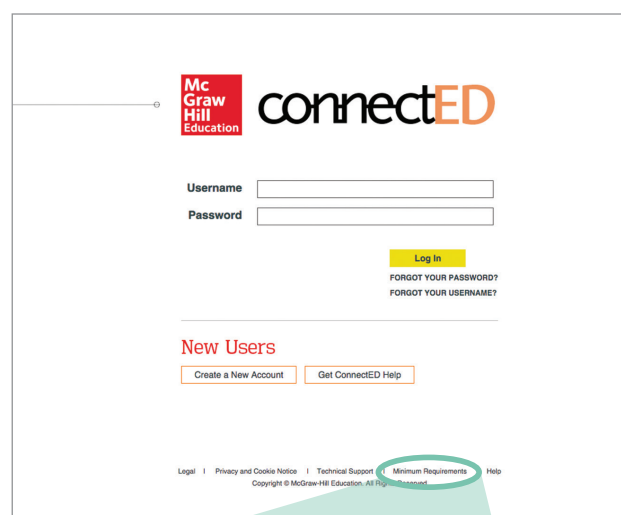 Mc
Graw
Hill
Education
connectED
Username
Password
Log In
FORGOT YOUR PASSWORD?
FORGOT YOUR USERNAME?
New Users
Create a New Account Get ConnectED Help
Legal I Privacy and Cookie Notice I Technical Support I Minimum Requirements Help
Copyright © McGraw-Hill Education. All Rights Reserved.